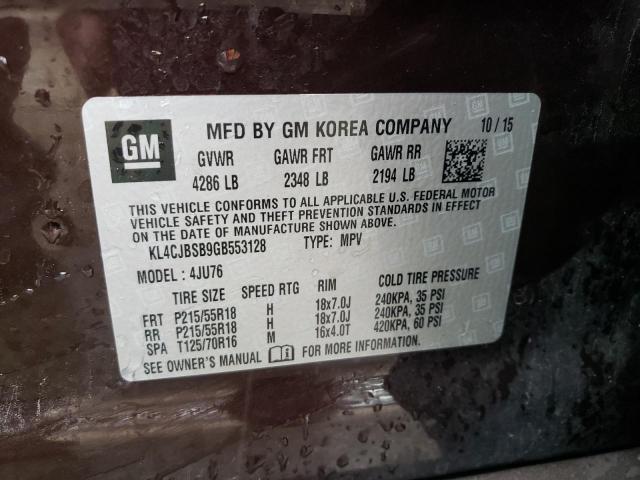 GM
MFD BY GM KOREA COMPANY 10/15
GVWR GAWR FRT GAWR RR
4286 LB 2348 LB 2194 LB
THIS VEHICLE CONFORMS TO ALL APPLICABLE U.S. FEDERAL MOTOR
VEHICLE SAFETY AND THEFT PREVENTION STANDARDS IN EFFECT
ON THE DATE OF MANUFACTURE SHOWN ABOVE.
KL4CJBSB9GB553128 TYPE: MPV
MODEL : 4JU76
TIRE SIZE SPEED RTG RIM COLD TIRE PRESSURE
FRT P215/55R18 H 18x7.0J 240KPA, 35 PSI
RR P215/55R18 H 18x7.0J 240KPA, 35 PSI
SPA T125/70R16 M 16x4.0T 420KPA, 60 PSI
SEE OWNER'S MANUAL i FOR MORE INFORMATION.